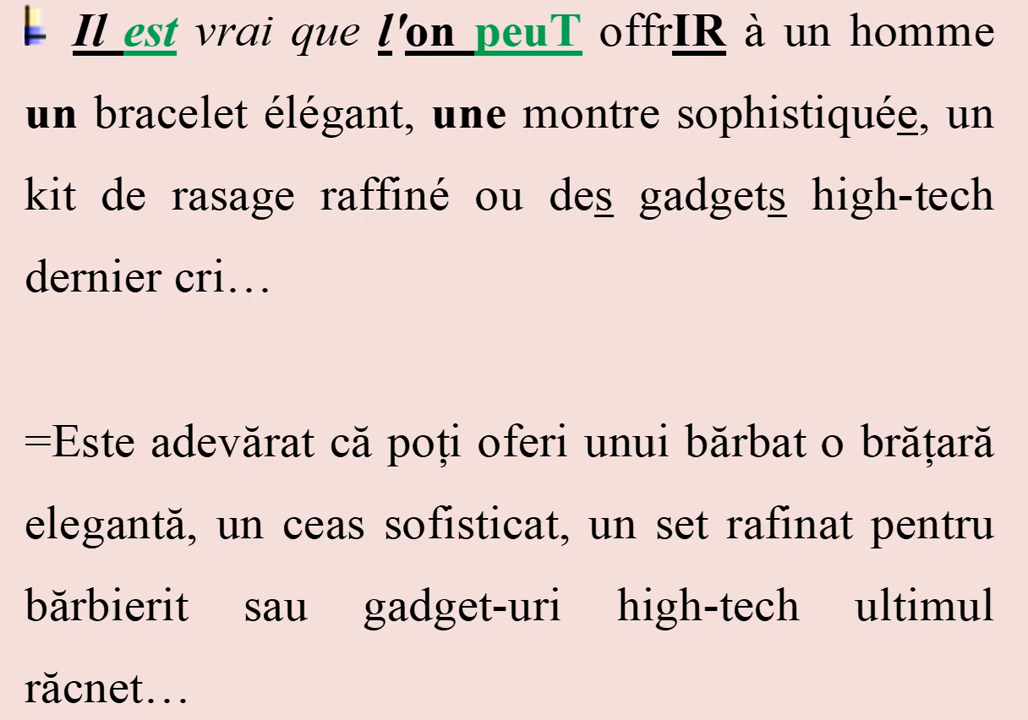 Il est vrai que l'on peuT offrIR à un homme
un bracelet élégant, une montre sophistiquée, un
kit de rasage raffiné ou des gadgets high-tech
dernier cri…
=Este adevărat că poți oferi unui bărbat o brățară
elegantă, un ceas sofisticat, un set rafinat pentru
bărbierit sau gadget-uri high-tech ultimul
răcnet…